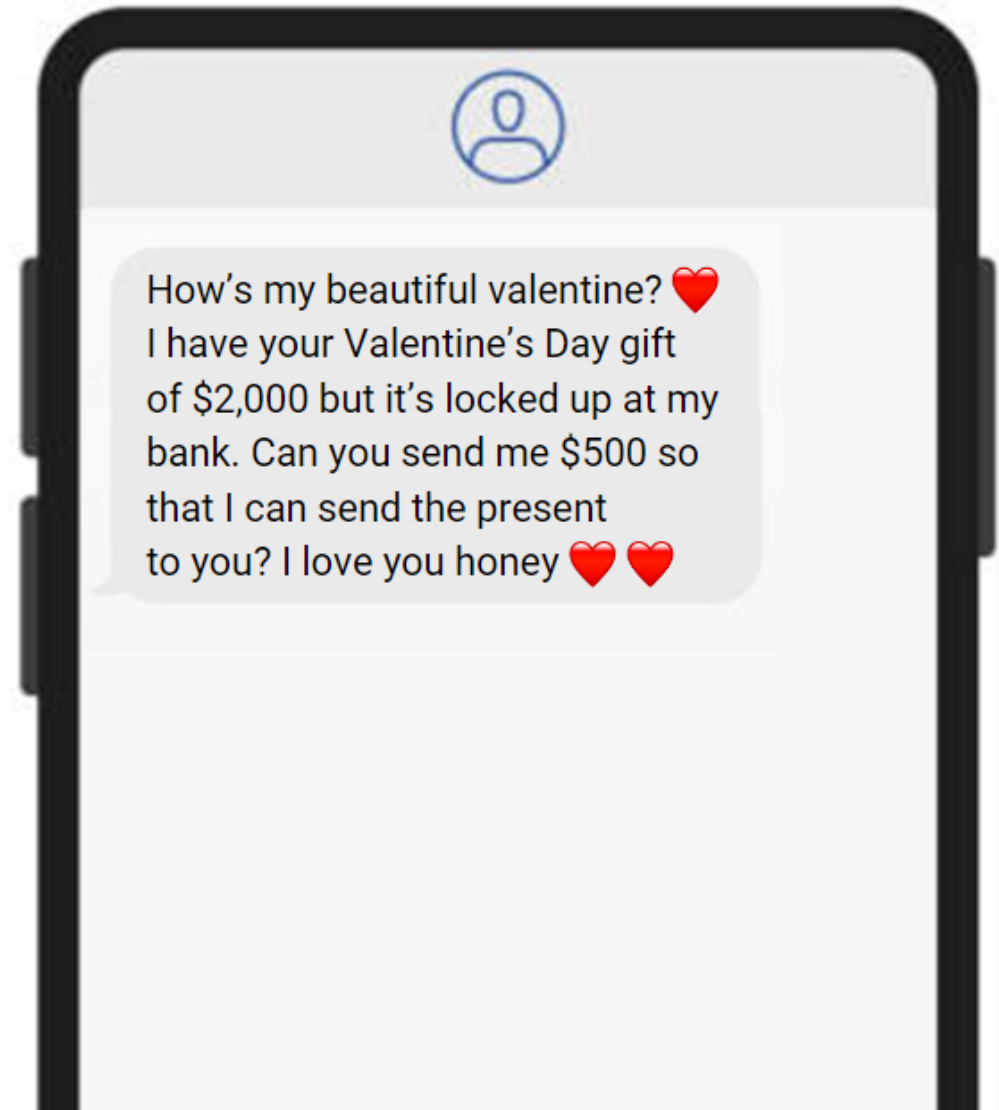 How’s my beautiful valentine? ❤️
I have your Valentine’s Day gift
of $2,000 but it’s locked up at my
bank. Can you send me $500 so
that I can send the present
to you? I love you honey ❤️ ❤️